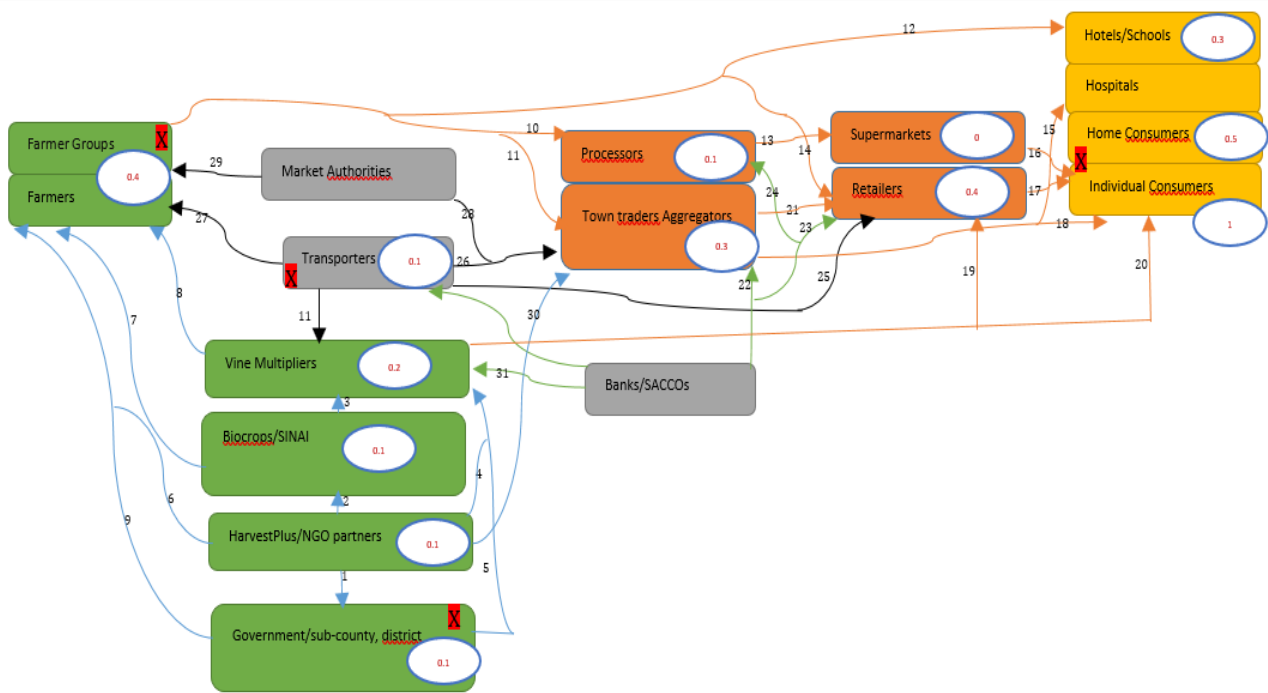 12
Hotels/Schools
0.3
Hospitals
Farmer Groups
X
10
13
Supermarkets
0
15
Home Consumers
0.5
11
Processors
0.1
14
16
X
29
Market Authorities
0.4
24
Retailers
0.4
17
Individual Consumers
Farmers
27
28
Town traders Aggregators
21
23
18
1
0.3
Transporters
0.1
26
X
22
25
19
20
8
11
30
7
Vine Multipliers
0.2
31
Banks/SACCOs
3
Biocrops/SINAI
0.1
4
6
2
9
HarvestPlus/NGO partners
0.1
5
1
X
Government/sub-county, district
0.1